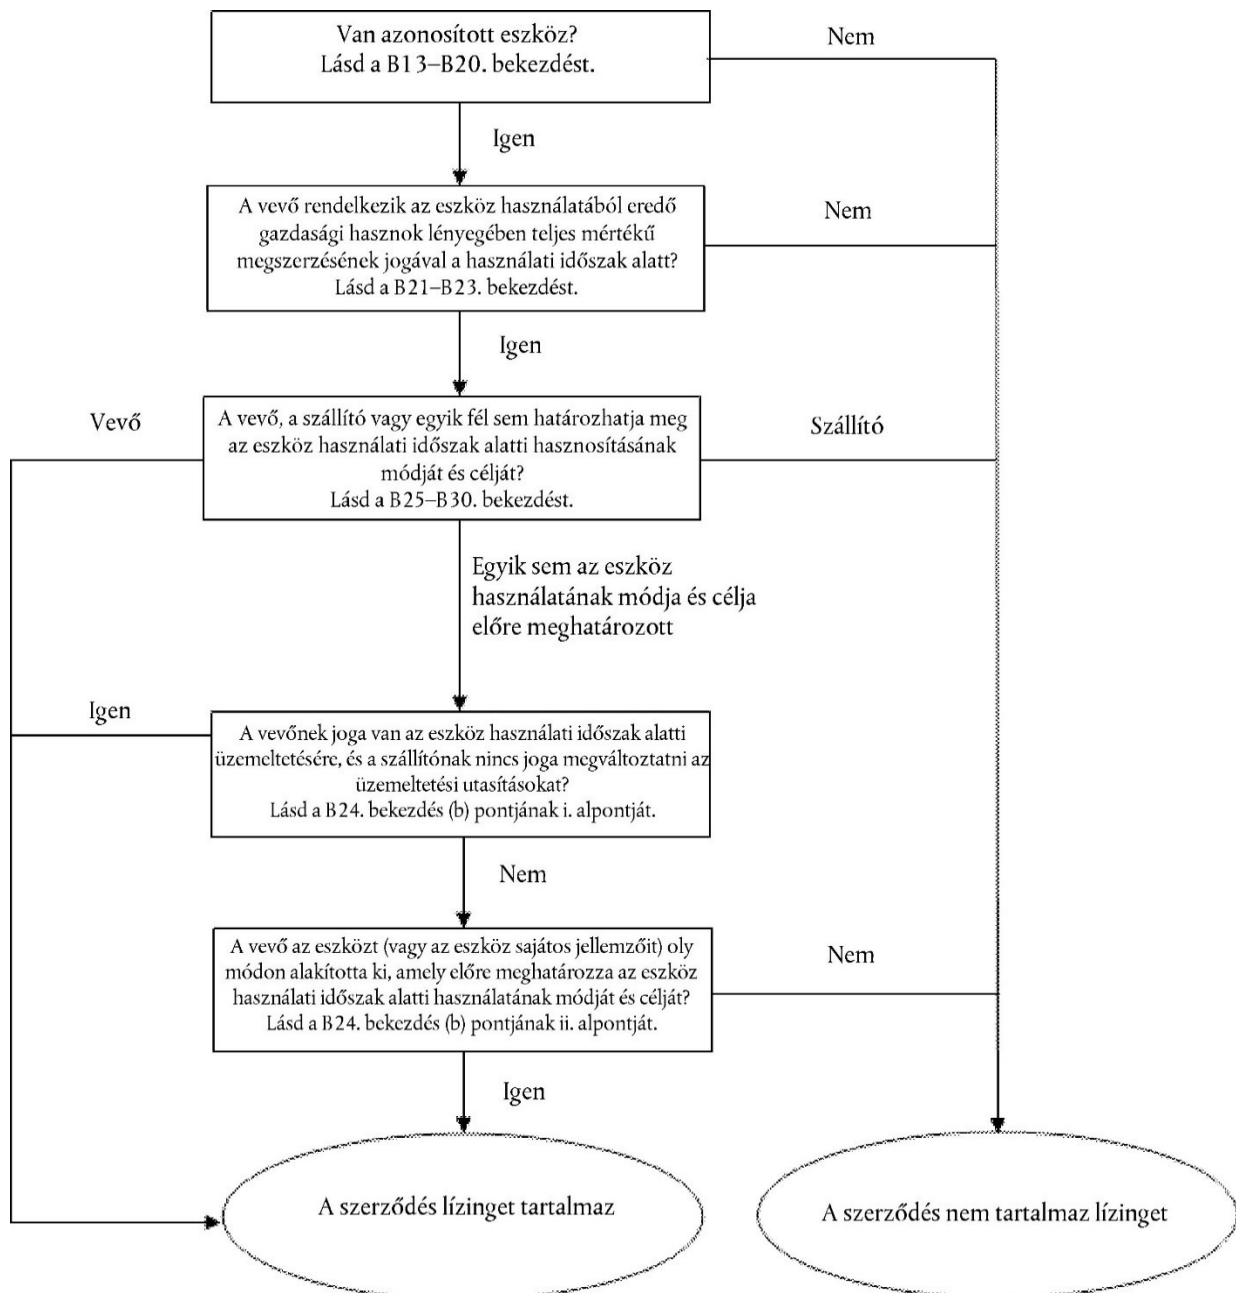 Van azonosított eszköz?
Lásd a B13–B20. bekezdést.
Nem
Igen
A vevő rendelkezik az eszköz használatából eredő
gazdasági hasznok lényegében teljes mértékű
megszerzésének jogával a használati időszak alatt?
Lásd a B21–B23. bekezdést.
Nem
Igen
Vevő
A vevő, a szállító vagy egyik fél sem határozhatja meg
az eszköz használati időszak alatti hasznosításának
módját és célját?
Lásd a B25–B30. bekezdést.
Szállító
Egyik sem az eszköz
használatának módja és célja
előre meghatározott
Igen
A vevőnek joga van az eszköz használati időszak alatti
üzemeltetésére, és a szállítónak nincs joga megváltoztatni az
üzemeltetési utasításokat?
Lásd a B24. bekezdés (b) pontjának i. alpontját.
Nem
A vevő az eszközt (vagy az eszköz sajátos jellemzőit) oly
módon alakította ki, amely előre meghatározza az eszköz
használati időszak alatti használatának módját és célját?
Lásd a B24. bekezdés (b) pontjának ii. alpontját.
Nem
Igen
A szerződés lízinget tartalmaz
A szerződés nem tartalmaz lízinget